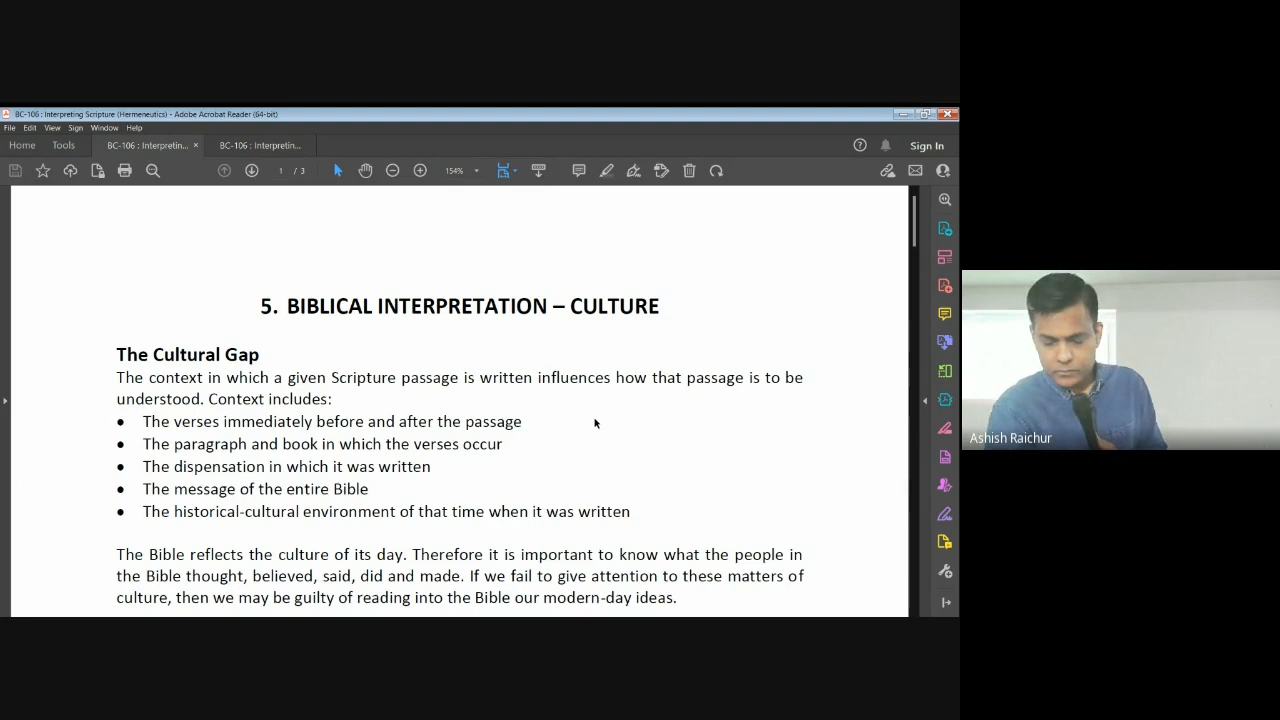 BC-106 : Interpreting Scripture (Hermeneutics) - Adobe Acrobat Reader (64-bit)
File Edit View Sign Window Help
Home Tools BC-106 : Interpretin... × BC-106 : Interpretin... Sign In
1 / 3 154%
5. BIBLICAL INTERPRETATION – CULTURE
The Cultural Gap
The context in which a given Scripture passage is written influences how that passage is to be
understood. Context includes:
• The verses immediately before and after the passage
• The paragraph and book in which the verses occur
• The dispensation in which it was written
• The message of the entire Bible
• The historical-cultural environment of that time when it was written
The Bible reflects the culture of its day. Therefore it is important to know what the people in
the Bible thought, believed, said, did and made. If we fail to give attention to these matters of
culture, then we may be guilty of reading into the Bible our modern-day ideas.
Ashish Raichur